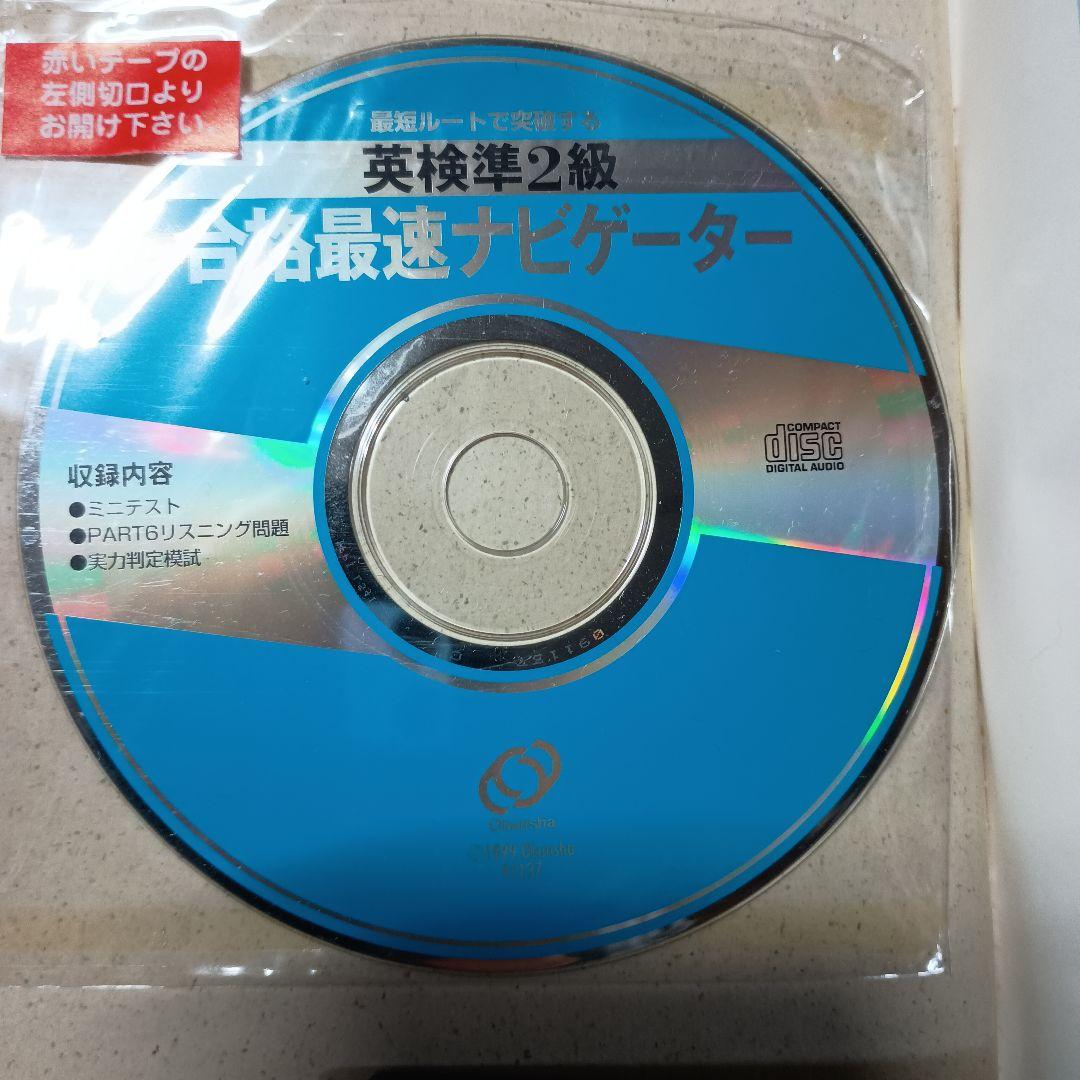 赤いテープの
左側切口より
お開け下さい。
最短ルートで突破する
英検準2級
合格最速ナビゲーター
収録内容
●ミニテスト
●PART6リスニング問題
●実力判定模試
COMPACT
disc
DIGITAL AUDIO
Obunsha